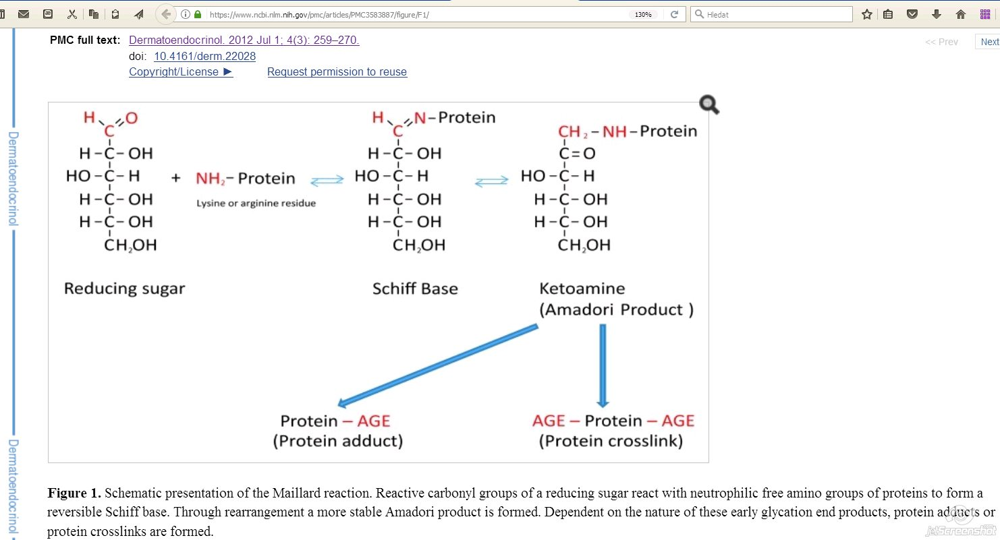 https://www.ncbi.nlm.nih.gov/pmc/articles/PMC3583887/figure/F1/
130%
Hledat
PMC full text: Dermatoendocrinol. 2012 Jul 1; 4(3): 259–270.
<< Prev
Next
doi: 10.4161/derm.22028
Copyright/License ►
Request permission to reuse
Dermatoendocrinol
Dermatoendocrinol
H O
C
H – C – OH
HO – C – H
H – C – OH
H – C – OH
CH2OH
Reducing sugar
+ NH2 – Protein
Lysine or arginine residue
H N – Protein
C
H – C – OH
HO – C – H
H – C – OH
H – C – OH
CH2OH
Schiff Base
CH2 – NH – Protein
C = O
HO – C – H
H – C – OH
H – C – OH
CH2OH
Ketoamine
(Amadori Product )
Protein – AGE
(Protein adduct)
AGE – Protein – AGE
(Protein crosslink)
Figure 1. Schematic presentation of the Maillard reaction. Reactive carbonyl groups of a reducing sugar react with neutrophilic free amino groups of proteins to form a
reversible Schiff base. Through rearrangement a more stable Amadori product is formed. Dependent on the nature of these early glycation end products, protein adducts or
protein crosslinks are formed.
jetScreenshot